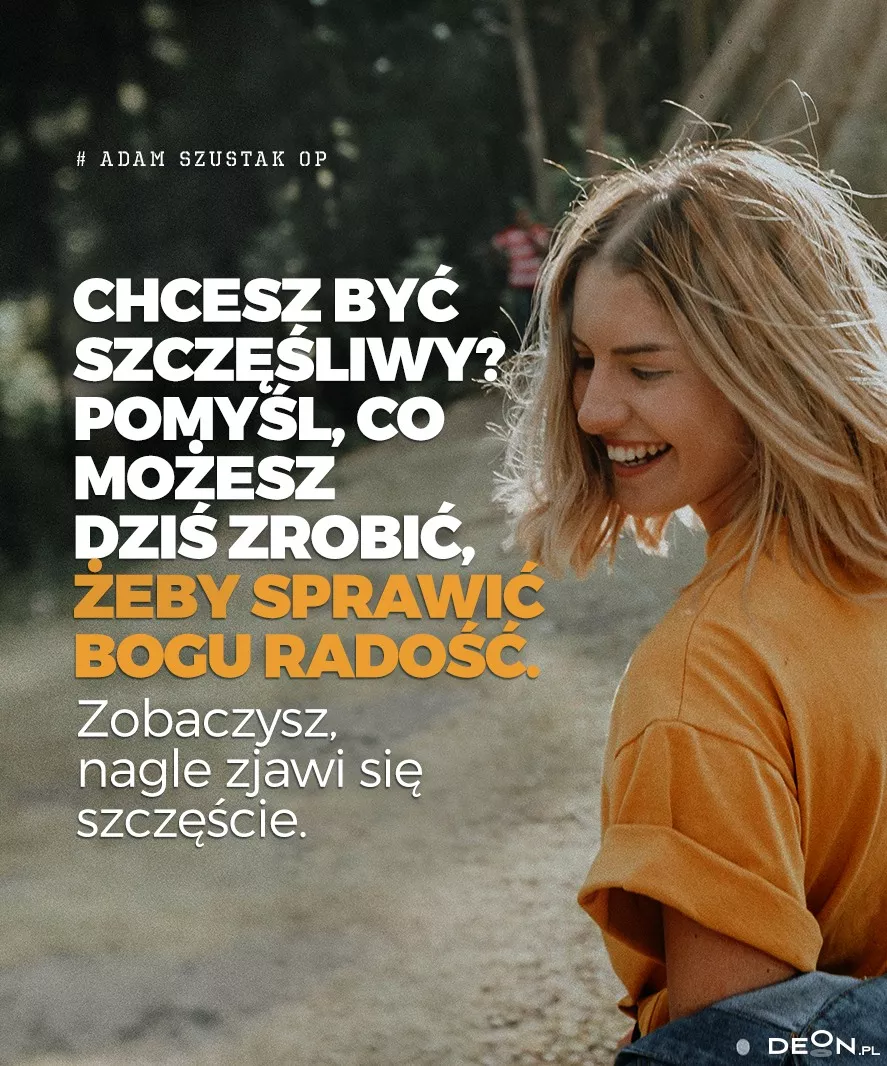 # ADAM SZUSTAK OP
CHCESZ BYĆ
SZCZĘŚLIWY?
POMYŚL, CO
MOŻESZ
DZIŚ ZROBIĆ,
ŻEBY SPRAWIĆ
BOGU RADOŚĆ.
Zobaczysz,
nagle zjawi się
szczęście.
DEON.PL